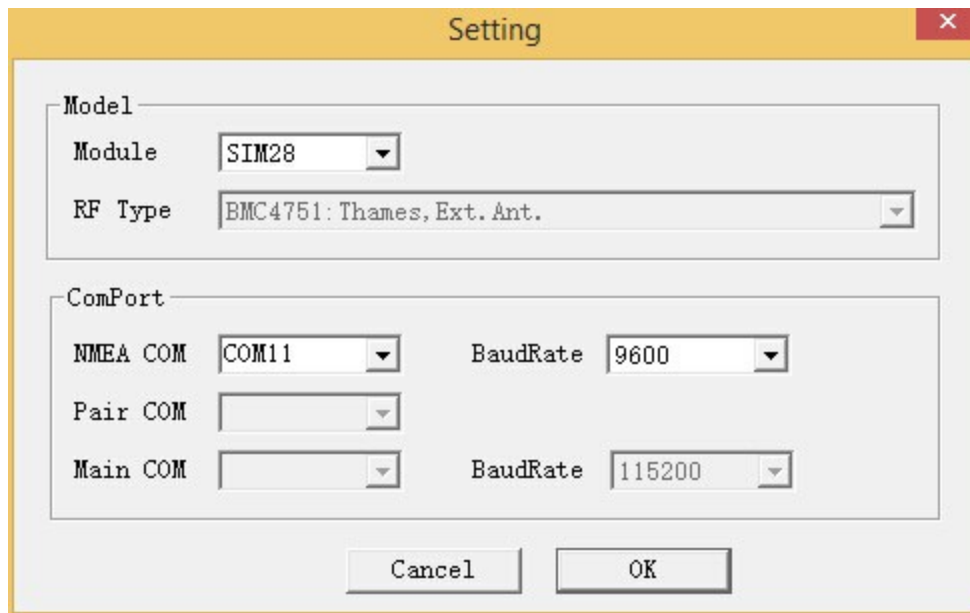 Setting
Model
Module SIM28
RF Type BMC4751:Thames,Ext.Ant.
ComPort
NMEA COM COM11 BaudRate 9600
Pair COM
Main COM BaudRate 115200
Cancel OK